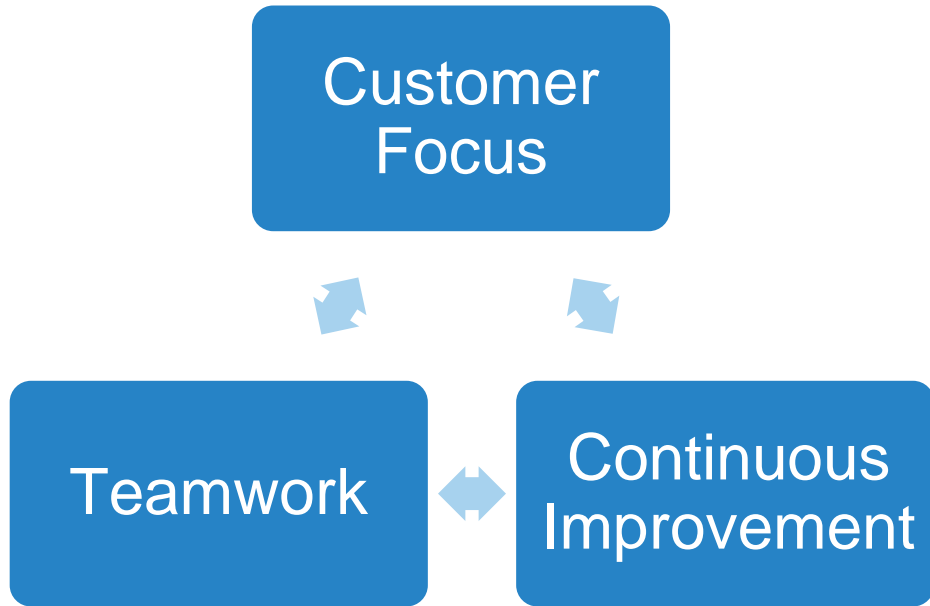 Customer
Focus
Teamwork
Continuous
Improvement